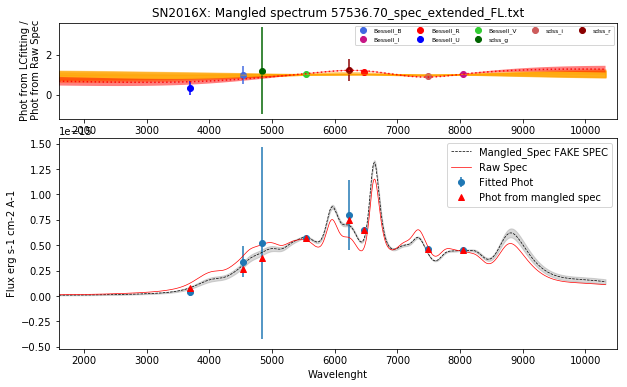 SN2016X: Mangled spectrum 57536.70_spec_extended_FL.txt
Phot from LCfitting /
Phot from Raw Spec
2
0
Bessell_B
Bessell_R
Bessell_V
sdss_i
sdss_r
Bessell_I
Bessell_U
sdss_g
2000 3000 4000 5000 6000 7000 8000 9000 10000
Flux erg s-1 cm-2 A-1
1.50
1.25
1.00
0.75
0.50
0.25
0.00
−0.25
−0.50
Mangled_Spec FAKE SPEC
Raw Spec
Fitted Phot
Phot from mangled spec
2000 3000 4000 5000 6000 7000 8000 9000 10000
Wavelenght